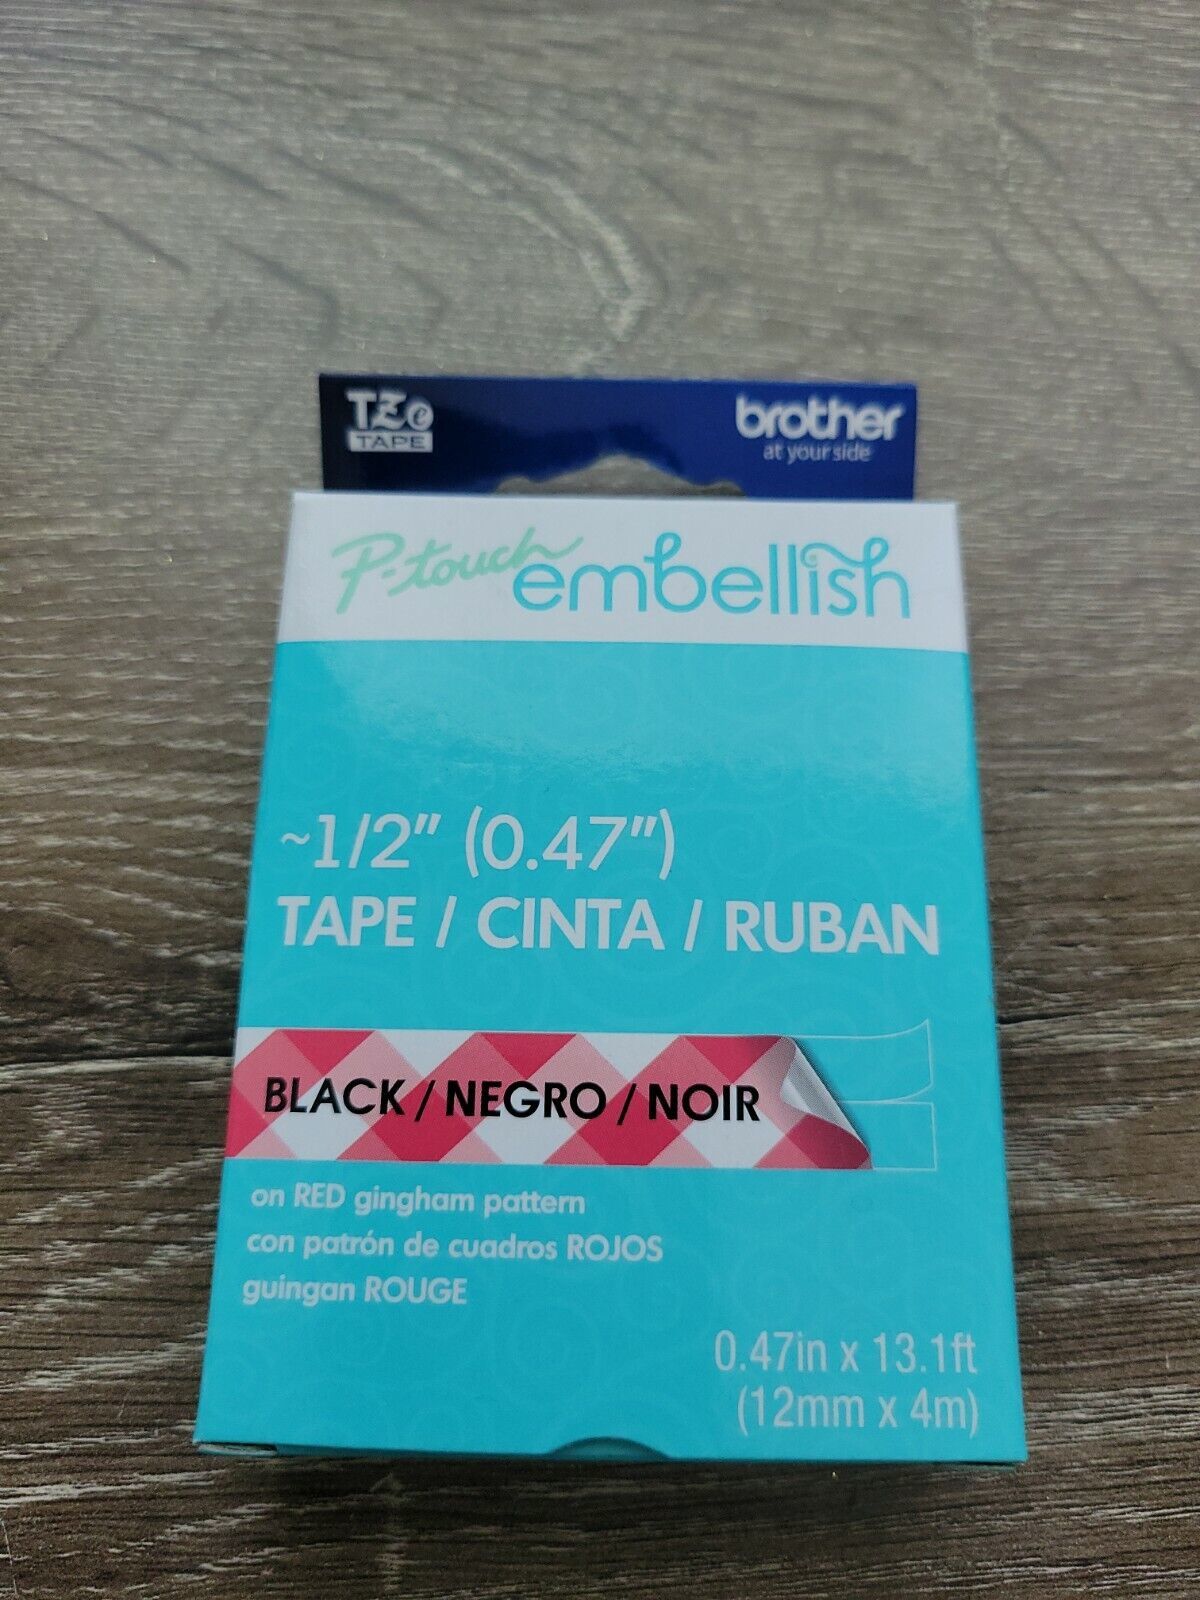 TZe
TAPE
brother
at your side
P-touch embellish
~1/2" (0.47")
TAPE / CINTA / RUBAN
BLACK / NEGRO / NOIR
on RED gingham pattern
con patrón de cuadros ROJOS
guingan ROUGE
0.47in x 13.1ft
(12mm x 4m)